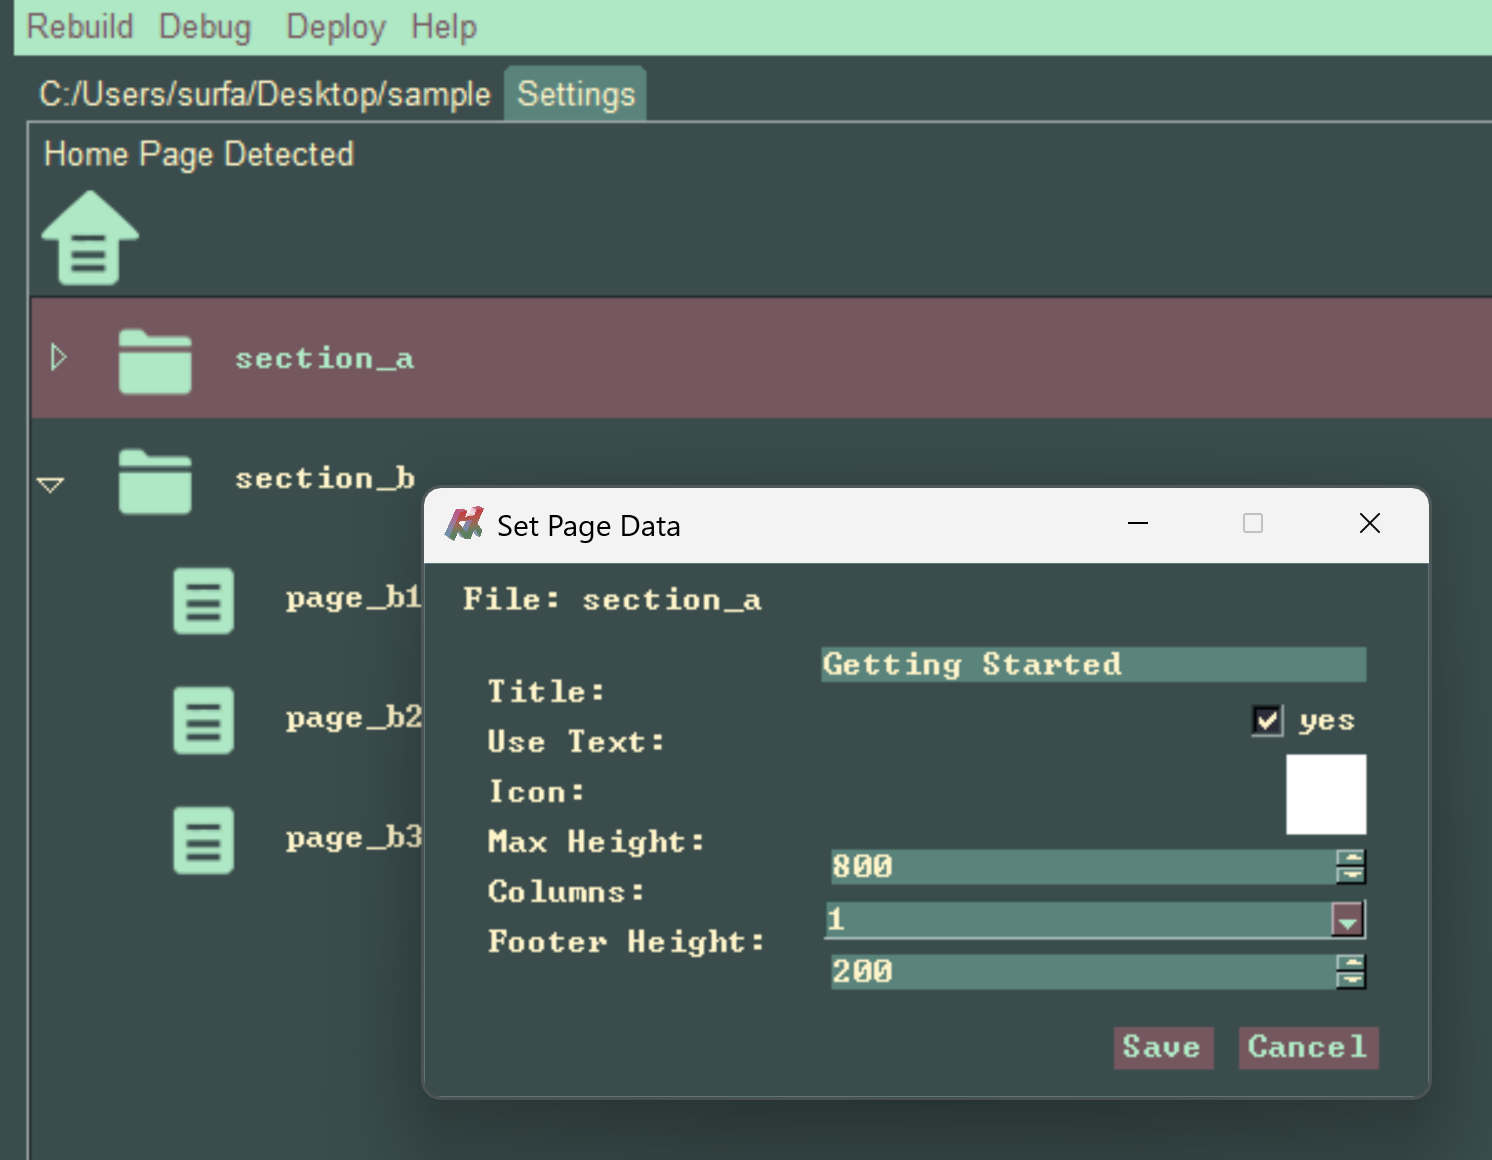 Rebuild Debug Deploy Help
C:/Users/surfa/Desktop/sample Settings
Home Page Detected
section_a
section_b
page_b1
page_b2
page_b3
Set Page Data
File: section_a
Title: Getting Started
Use Text: yes
Icon:
Max Height: 800
Columns: 1
Footer Height: 200
Save Cancel